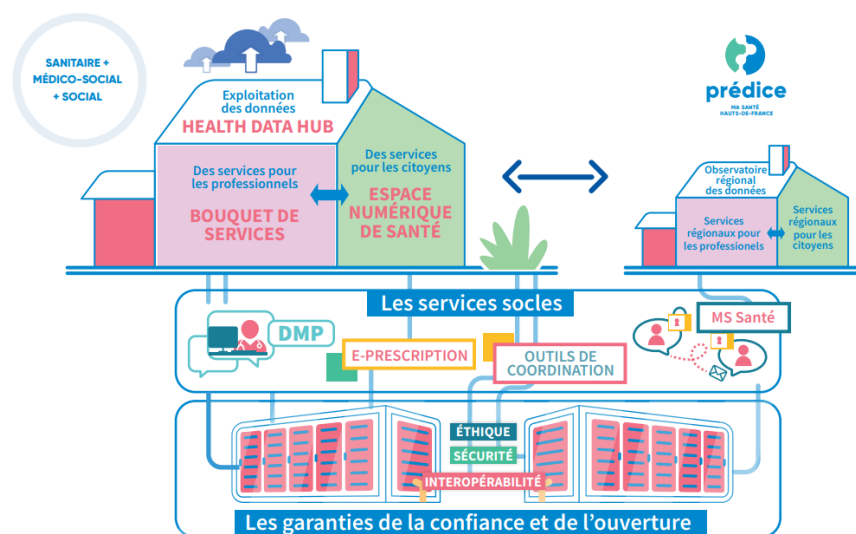 SANITAIRE +
MÉDICO-SOCIAL
+ SOCIAL
Exploitation
des données
HEALTH DATA HUB
Des services pour
les professionnels
BOUQUET DE
SERVICES
Des services
pour les citoyens
ESPACE
NUMÉRIQUE
DE SANTÉ
prédice
MA SANTÉ
HAUTS-DE-FRANCE
Observatoire
régional
des données
Services
régionaux pour
les professionels
Services
régionaux
pour les
citoyens
Les services socles
DMP
E-PRESCRIPTION
OUTILS DE
COORDINATION
MS Santé
ÉTHIQUE
SÉCURITÉ
INTEROPÉRABILITÉ
Les garanties de la confiance et de l'ouverture